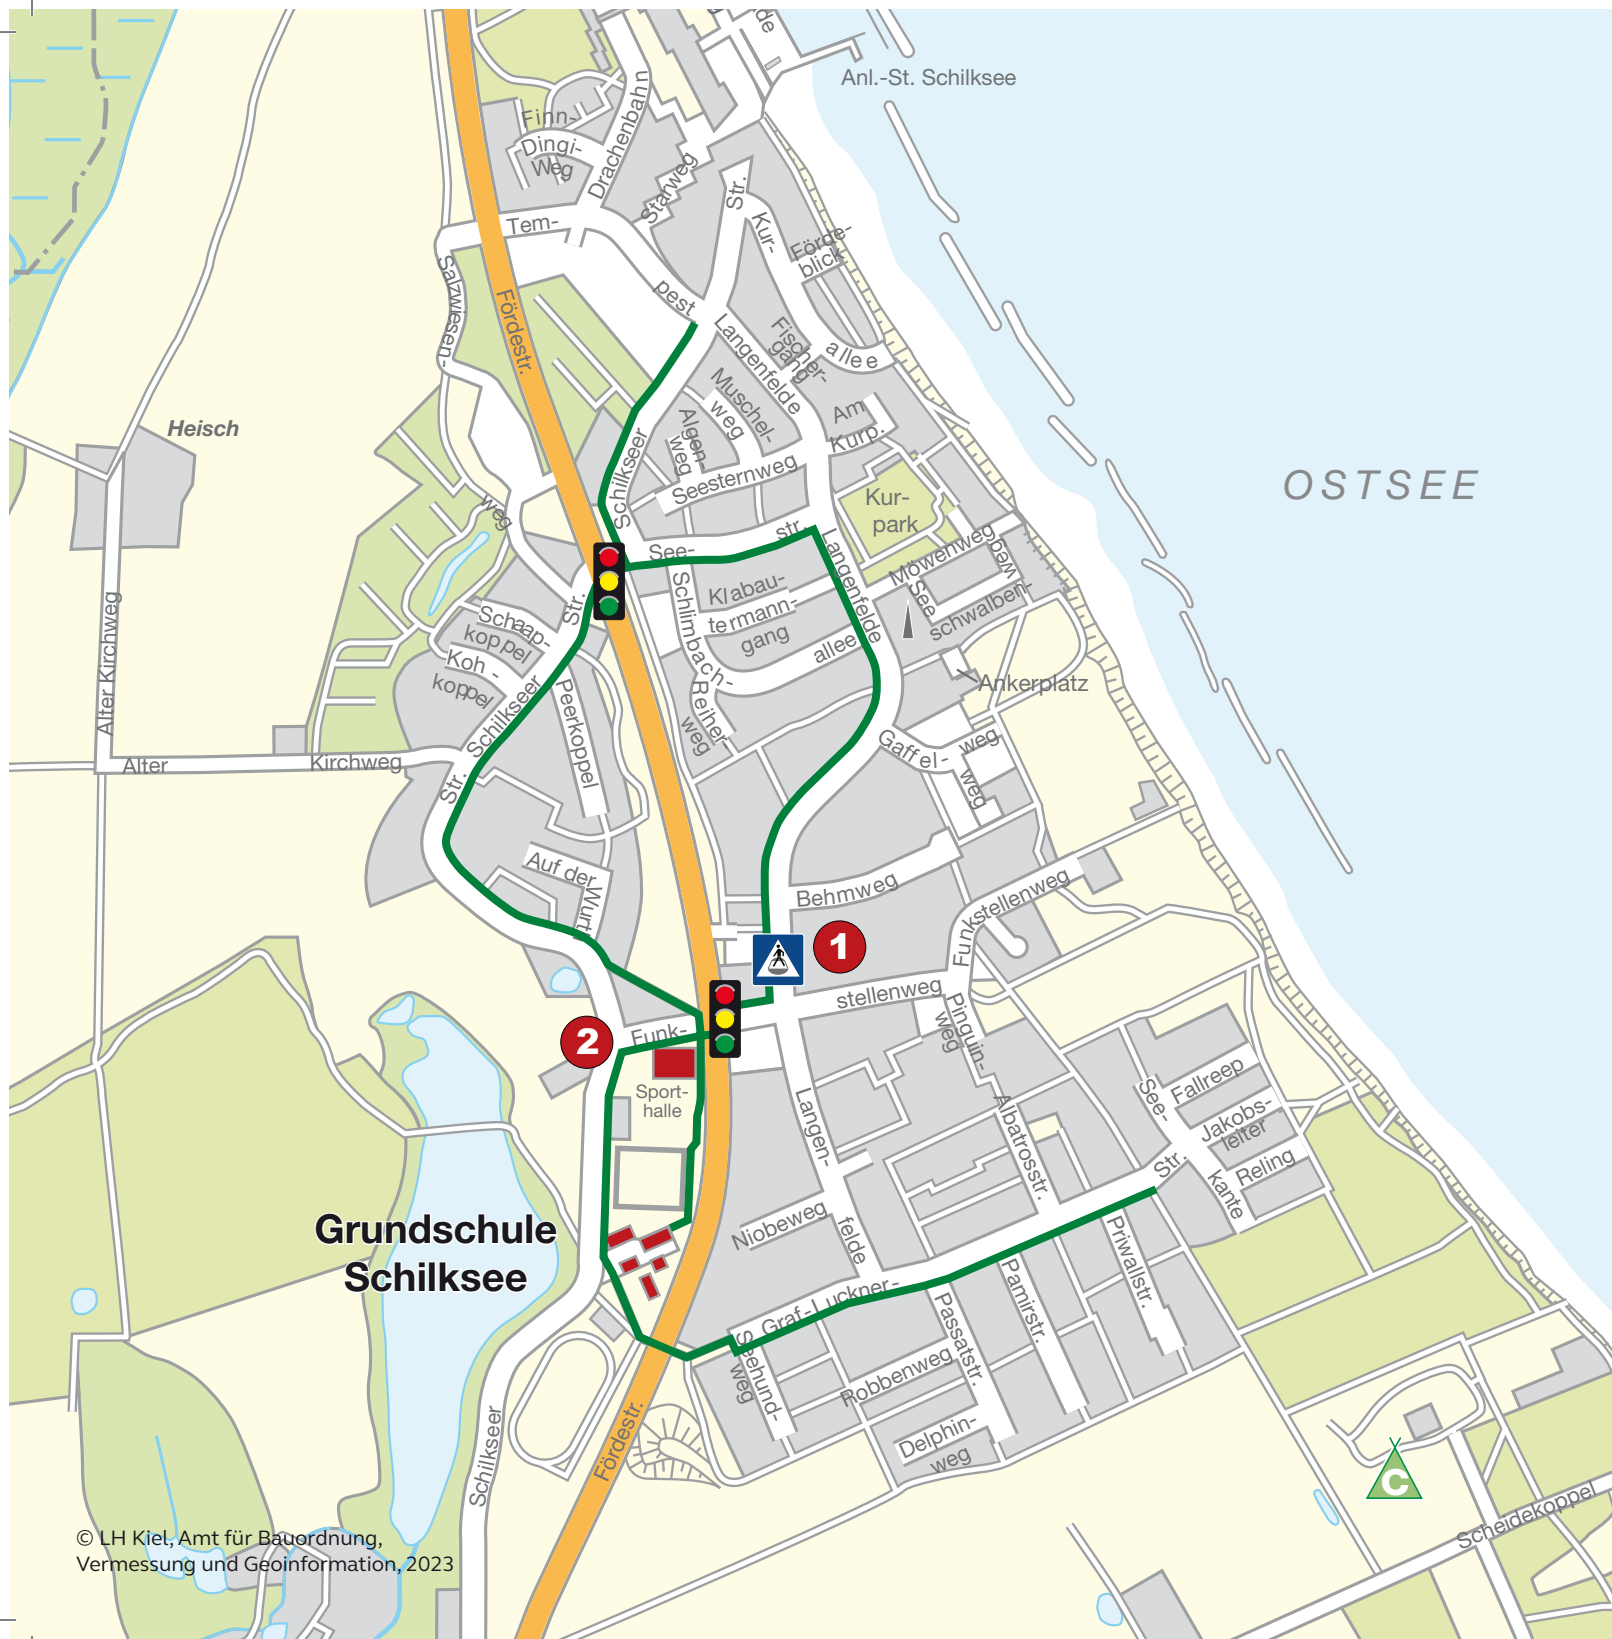 Anl.-St. Schilksee
Finn-
Dingi-
Weg
Drachenbahn
Starweg
Str.
Kur-
Förde-
blick
Tem-
pest
Salzwiesen-
Fördestr.
Langenfelde
Fischer-
gang
allee
Muschel-
weg
Algen-
weg
Am
Kurp.
Heisch
Schilkseer
Seesternweg
Kur-
park
OSTSEE
weg
See-
str.
Langenfelde
Möwenweg
weg
See
schwalben
Klabau-
termann-
gang
Schlimbach-
allee
Str.
Schaap-
koppel
Koh-
koppel
Alter Kirchweg
Ankerplatz
Reiher-
weg
Peerkoppel
Schilkseer
Str.
Gaffel-
weg
weg
Alter
Kirchweg
Auf der
Wurth
Behmweg
Funkstellenweg
1
stellenweg
Pinguin-
weg
2
Funk-
Sport-
halle
Langen-
felde
Albatrosstr.
See-
Fallreep
Jakobs-
leiter
Reling
Str.
Kante
Grundschule
Schilksee
Niobeweg
Priwallstr.
Graf-Luckner-
Passatstr.
Pamirstr.
Seehund-
weg
Robbenweg
Delphin-
weg
Fördestr.
Schilkseer
C
Scheidekoppel
© LH Kiel, Amt für Bauordnung,
Vermessung und Geoinformation, 2023